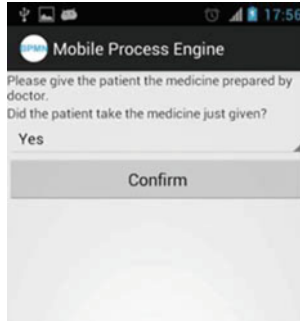 17:56
BPMN Mobile Process Engine
Please give the patient the medicine prepared by
doctor.
Did the patient take the medicine just given?
Yes
Confirm